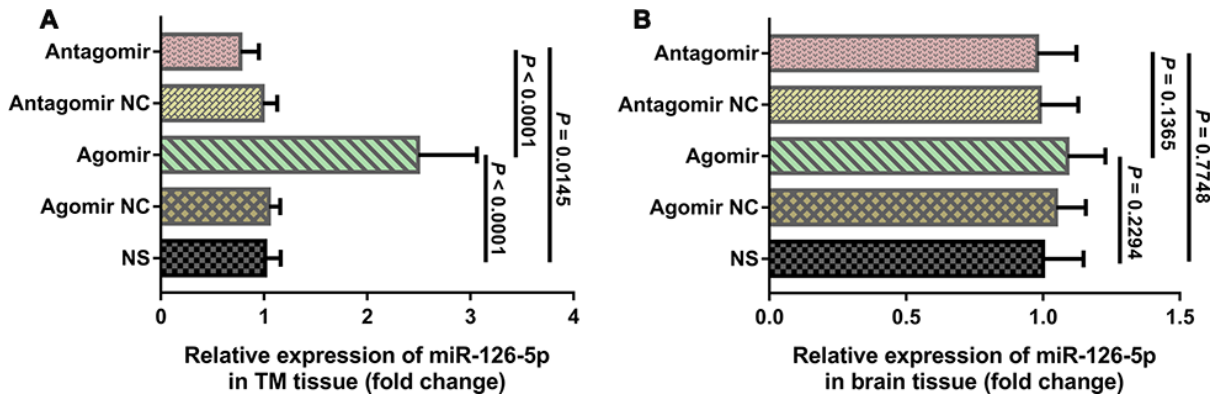 A
Antagomir
Antagomir NC
Agomir
Agomir NC
NS
P < 0.0001
P < 0.0001
P = 0.0145
0 1 2 3 4
Relative expression of miR-126-5p
in TM tissue (fold change)
B
Antagomir
Antagomir NC
Agomir
Agomir NC
NS
P = 0.1365
P = 0.2294
P = 0.7748
0.0 0.5 1.0 1.5
Relative expression of miR-126-5p
in brain tissue (fold change)